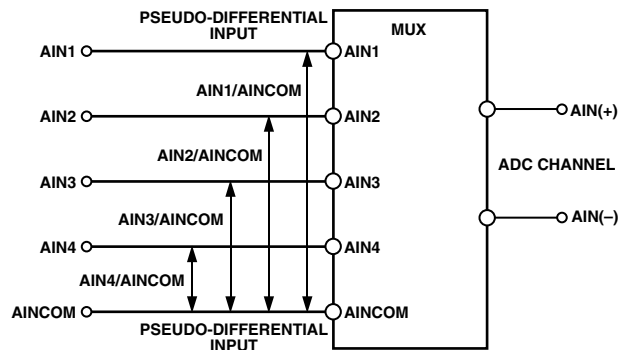 PSEUDO-DIFFERENTIAL
INPUT
MUX
AIN1
AIN1
AIN1/AINCOM
AIN2
AIN2
AIN(+)
AIN2/AINCOM
ADC CHANNEL
AIN3
AIN3
AIN3/AINCOM
AIN(–)
AIN4
AIN4
AIN4/AINCOM
AINCOM
AINCOM
PSEUDO-DIFFERENTIAL
INPUT